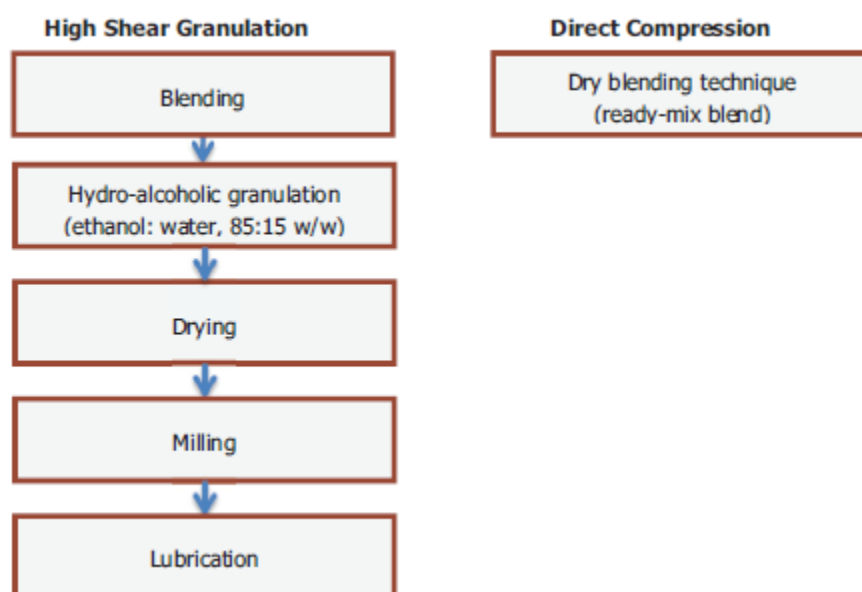 High Shear Granulation
Blending
Hydro-alcoholic granulation
(ethanol: water, 85:15 w/w)
Drying
Milling
Lubrication
Direct Compression
Dry blending technique
(ready-mix blend)